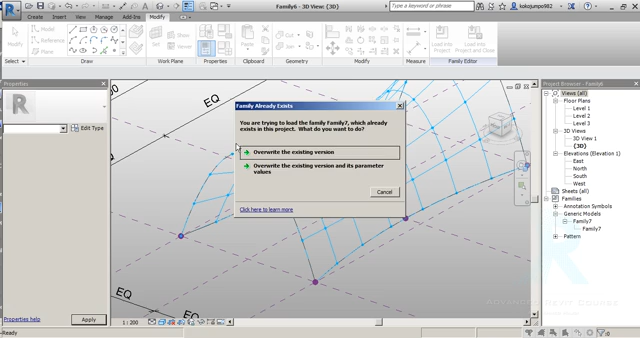 Family6 - 3D View: {3D}
Type a keyword or phrase
kokojumpo982
Create Insert View Manage Add-Ins Modify
Modify
Paste
Load into Project
Load into Project and Close
Select Draw Work Plane Properties Clipboard Geometry Modify Measure Family Editor
Properties
Edit Type
Properties help
Apply
EQ
EQ
EQ
EQ
Family Already Exists
You are trying to load the family Family7, which already exists in this project. What do you want to do?
Overwrite the existing version
Overwrite the existing version and its parameter values
Cancel
Click here to learn more
Project Browser - Family6
Views (all)
Floor Plans
Level 1
Level 2
Level 3
3D Views
3D View 1
{3D}
Elevations (Elevation 1)
East
North
South
West
Sheets (all)
Families
Annotation Symbols
Generic Models
Family7
Family7
Pattern
Advanced Revit Course
1 : 200
Ready
:0